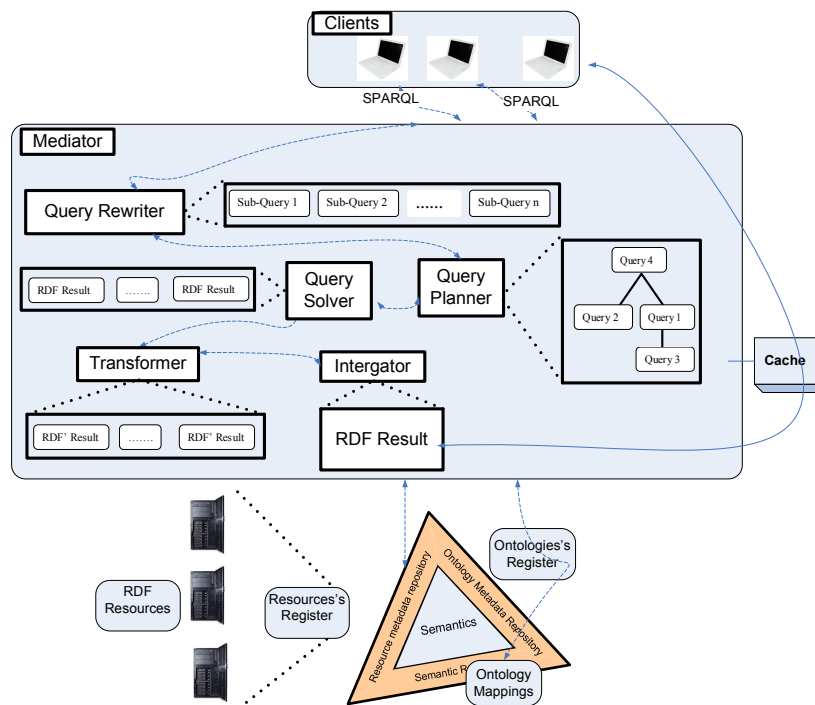 Clients
SPARQL
SPARQL
Mediator
Query Rewriter
Sub-Query 1
Sub-Query 2
......
Sub-Query n
RDF Result
.......
RDF Result
Query
Solver
Query
Planner
Query 4
Query 2
Query 1
Query 3
Transformer
Intergator
Cache
RDF' Result
.......
RDF' Result
RDF Result
RDF
Resources
Resources's
Register
Resource metadata repository
Ontology Metadata Repository
Semantics
Semantic
Ontologies's
Register
Ontology
Mappings